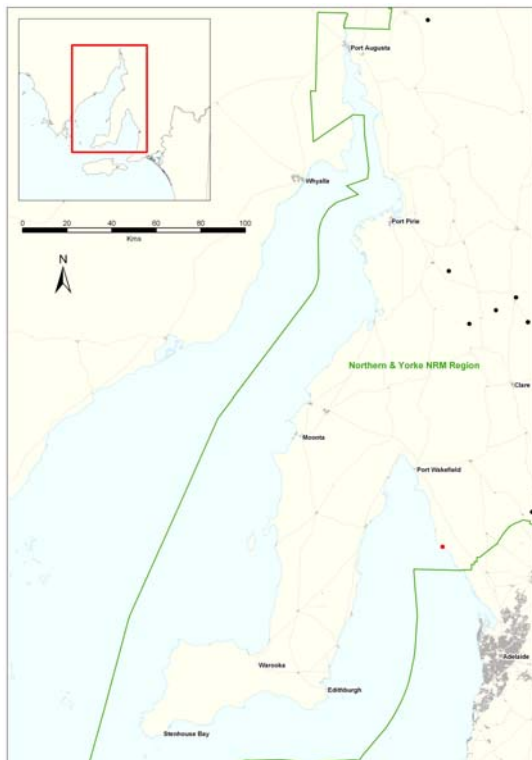 Port Augusta
Whyalla
Port Pirie
0 20 40 60 80 100
Kms
N
Northern & Yorke NRM Region
Clare
Moonta
Port Wakefield
Adelaide
Warooka
Edithburgh
Stenhouse Bay